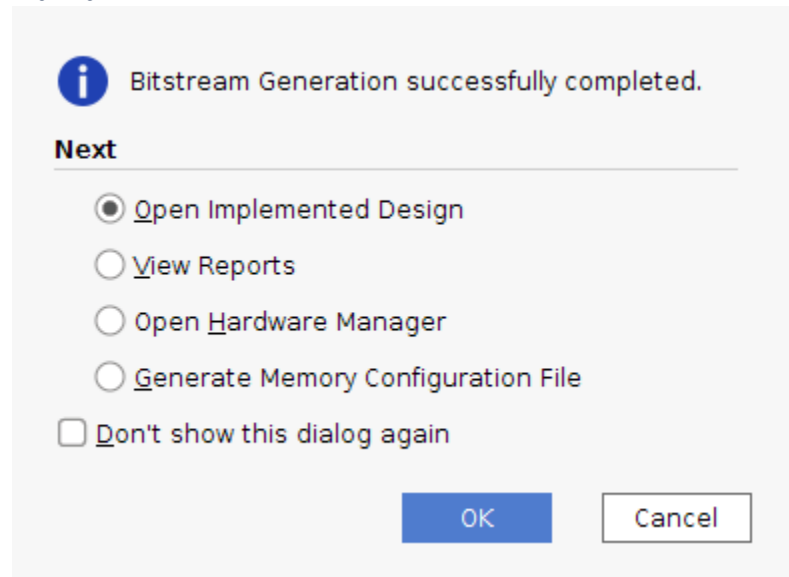 Bitstream Generation successfully completed.
Next
Open Implemented Design
View Reports
Open Hardware Manager
Generate Memory Configuration File
Don't show this dialog again
OK
Cancel